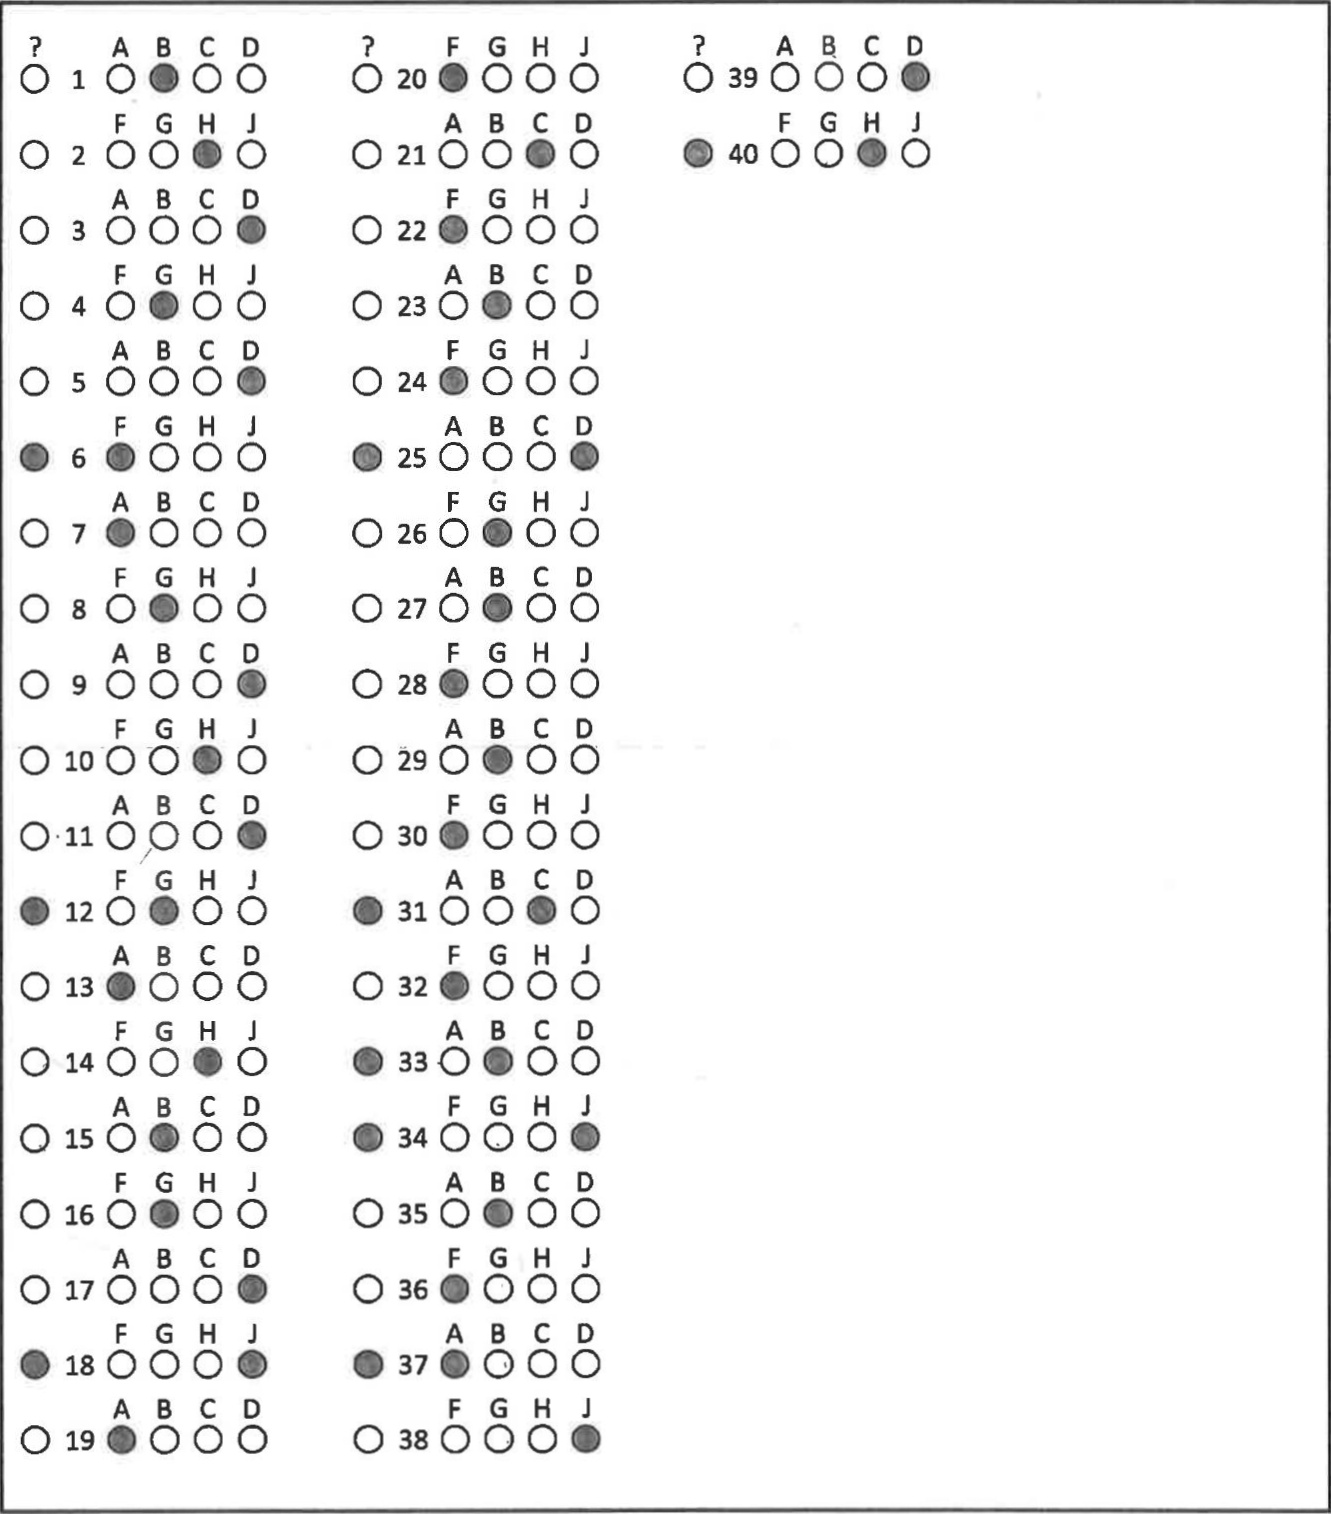 ? A B C D
1
F G H J
2
A B C D
3
F G H J
4
A B C D
5
F G H J
6
A B C D
7
F G H J
8
A B C D
9
F G H J
10
A B C D
11
F G H J
12
A B C D
13
F G H J
14
A B C D
15
F G H J
16
A B C D
17
F G H J
18
A B C D
19
? F G H J
20
A B C D
21
F G H J
22
A B C D
23
F G H J
24
A B C D
25
F G H J
26
A B C D
27
F G H J
28
A B C D
29
F G H J
30
A B C D
31
F G H J
32
A B C D
33
F G H J
34
A B C D
35
F G H J
36
A B C D
37
F G H J
38
? A B C D
39
F G H J
40